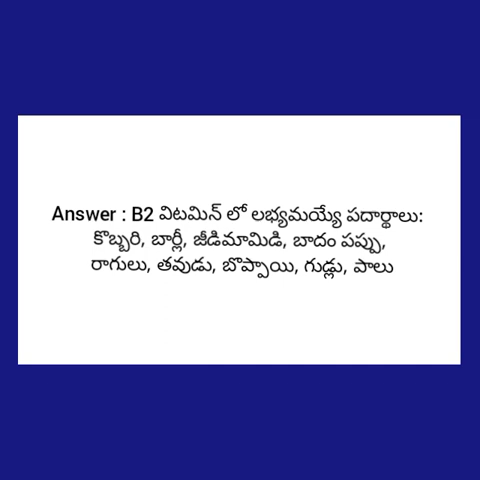 Answer : B2 విటమిన్ లో లభ్యమయ్యే పదార్థాలు:
కొబ్బరి, బార్లీ, జీడిమామిడి, బాదం పప్పు,
రాగులు, తవుడు, బొప్పాయి, గుడ్లు, పాలు